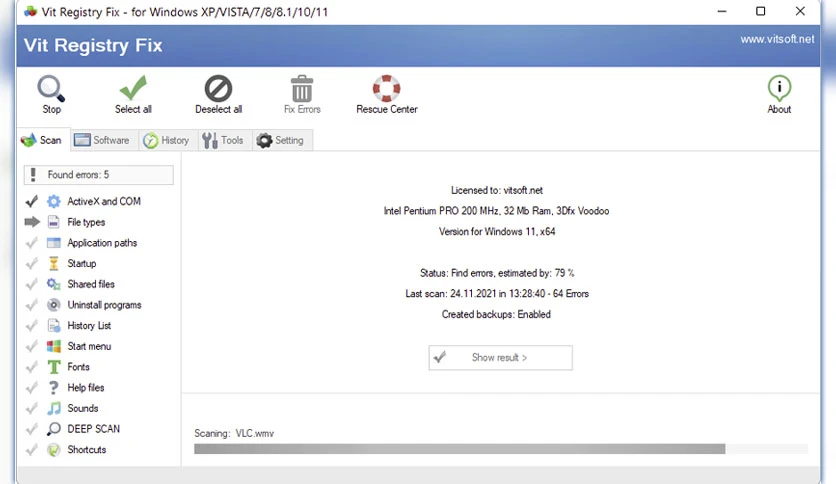 Vit Registry Fix - for Windows XP/VISTA/7/8/8.1/10/11
Vit Registry Fix
www.vitsoft.net
Stop
Select all
Deselect all
Fix Errors
Rescue Center
About
Scan
Software
History
Tools
Setting
Found errors: 5
ActiveX and COM
File types
Application paths
Startup
Shared files
Uninstall programs
History List
Start menu
Fonts
Help files
Sounds
DEEP SCAN
Shortcuts
Licensed to: vitsoft.net
Intel Pentium PRO 200 MHz, 32 Mb Ram, 3Dfx Voodoo
Version for Windows 11, x64
Status: Find errors, estimated by: 79 %
Last scan: 24.11.2021 in 13:28:40 - 64 Errors
Created backups: Enabled
Show result >
Scaning: VLC.wmv